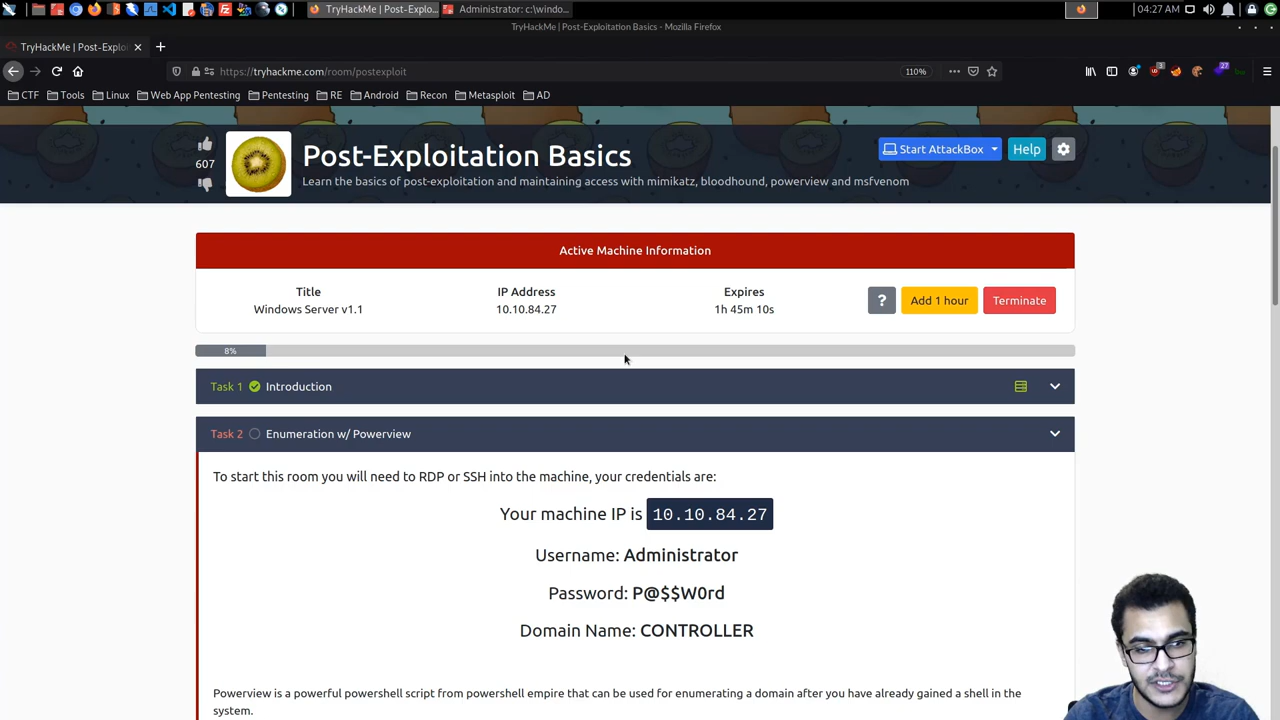 TryHackMe | Post-Explo...
Administrator: c:\windo...
04:27 AM
TryHackMe | Post-Exploitation Basics - Mozilla Firefox
TryHackMe | Post-Exploi
https://tryhackme.com/room/postexploit
110%
3
27
CTF Tools Linux Web App Pentesting Pentesting RE Android Recon Metasploit AD
607
Post-Exploitation Basics
Learn the basics of post-exploitation and maintaining access with mimikatz, bloodhound, powerview and msfvenom
Start AttackBox
Help
Active Machine Information
Title IP Address Expires
Windows Server v1.1 10.10.84.27 1h 45m 10s
? Add 1 hour Terminate
8%
Task 1 Introduction
Task 2 Enumeration w/ Powerview
To start this room you will need to RDP or SSH into the machine, your credentials are:
Your machine IP is 10.10.84.27
Username: Administrator
Password: P@$$W0rd
Domain Name: CONTROLLER
Powerview is a powerful powershell script from powershell empire that can be used for enumerating a domain after you have already gained a shell in the
system.